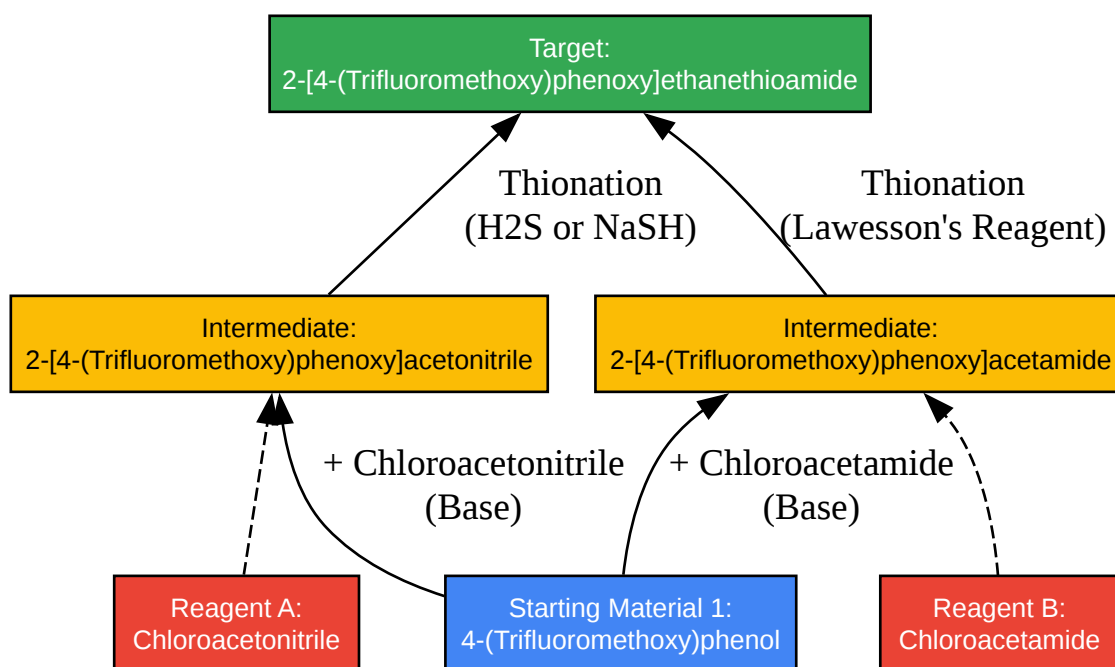 Target:
2-[4-(Trifluoromethoxy)phenoxy]ethanethioamide
Thionation
(H2S or NaSH)
Thionation
(Lawesson's Reagent)
Intermediate:
2-[4-(Trifluoromethoxy)phenoxy]acetonitrile
Intermediate:
2-[4-(Trifluoromethoxy)phenoxy]acetamide
+ Chloroacetonitrile
(Base)
+ Chloroacetamide
(Base)
Reagent A:
Chloroacetonitrile
Starting Material 1:
4-(Trifluoromethoxy)phenol
Reagent B:
Chloroacetamide